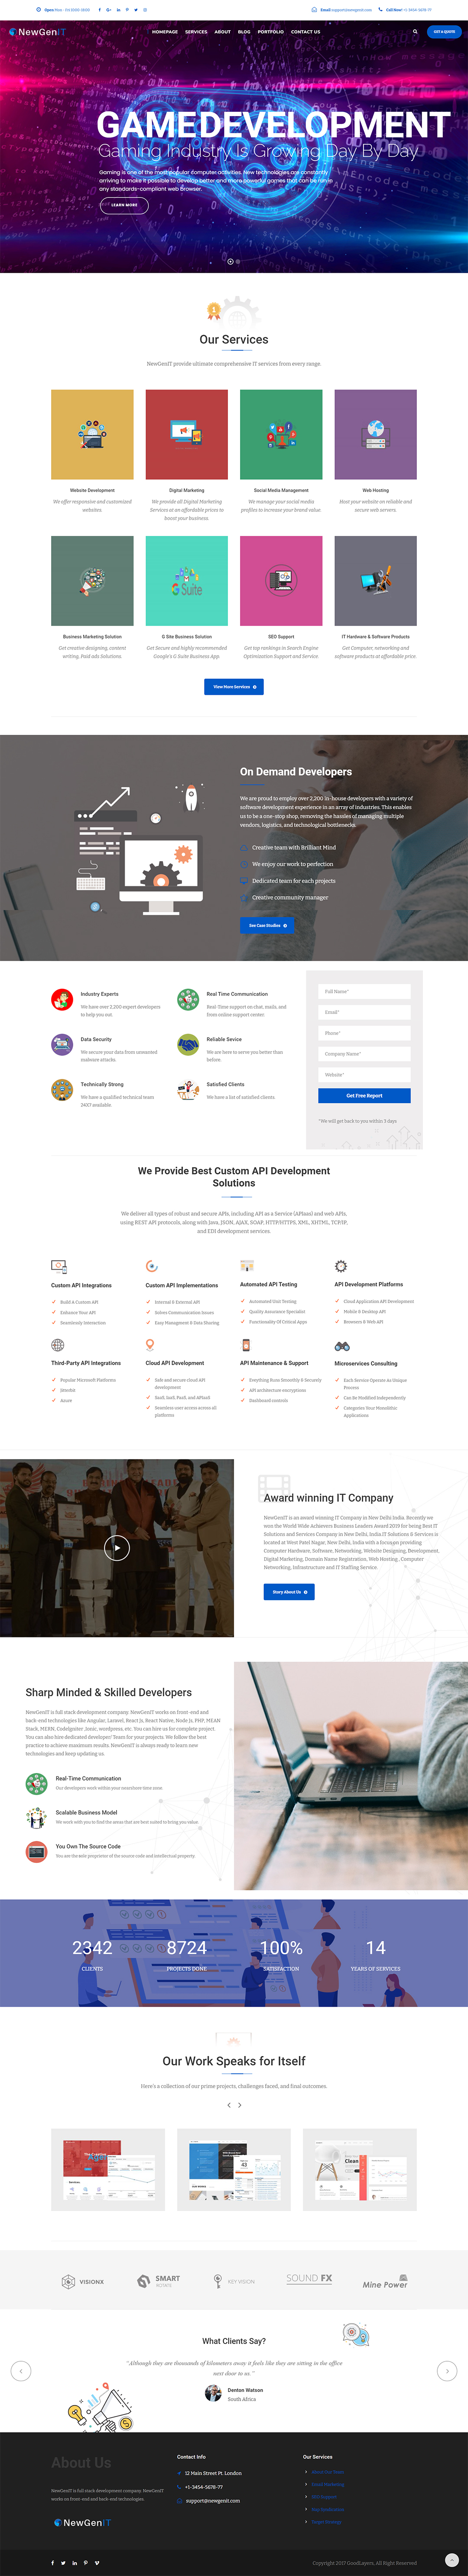 Open Mon - Fri 1000-1800
Email support@newgenit.com
Call Now! +1-3454-5678-77
NewGenIT
HOMEPAGE SERVICES ABOUT BLOG PORTFOLIO CONTACT US
GET A QUOTE
GAMEDEVELOPMENT
Gaming Industry Is Growing Day By Day
Gaming is one of the most popular computer activities. New technologies are constantly
arriving to make it possible to develop better and more powerful games that can be run in
any standards-compliant web browser.
LEARN MORE
Our Services
NewGenIT provide ultimate comprehensive IT services from every range.
Website Development
We offer responsive and customized
websites.
Digital Marketing
We provide all Digital Marketing
Services at an affordable prices to
boost your business.
Social Media Management
We manage your social media
profiles to increase your brand value.
Web Hosting
Host your website on reliable and
secure web servers.
G Suite
Business Marketing Solution
Get creative designing, content
writing, Paid ads Solutions.
G Site Business Solution
Get Secure and highly recommended
Google's G Suite Business App.
SEO Support
Get top rankings in Search Engine
Optimization Support and Service.
IT Hardware & Software Products
Get Computer, networking and
software products at affordable price.
View More Services
On Demand Developers
We are proud to employ over 2,200 in-house developers with a variety of
software development experience in an array of industries. This enables
us to be a one-stop shop, removing the hassles of managing multiple
vendors, logistics, and technological bottlenecks.
Creative team with Brilliant Mind
We enjoy our work to perfection
Dedicated team for each projects
Creative community manager
See Case Studies
Industry Experts
We have over 2,200 expert developers
to help you out.
Real Time Communication
Real-Time support on chat, mails, and
from online support center.
Data Security
We secure your data from unwanted
malware attacks.
Reliable Sevice
We are have to serve you better than
before.
Technically Strong
We have a qualified technical team
24X7 available.
Satisfied Clients
We have a list of satisfied clients.
Full Name*
Email*
Phone*
Company Name*
Website*
Get Free Report
*We will get back to you within 3 days
We Provide Best Custom API Development
Solutions
We deliver all types of robust and secure APIs, including API as a Service (APIaas) and web APIs,
using REST API protocols, along with Java, JSON, AJAX, SOAP, HTTP/HTTPS, XML, XHTML, TCP/IP,
and EDI development services.
Custom API Integrations
Build A Custom API
Enhance Your API
Seamlessly Interaction
Custom API Implementations
Internal & External API
Solves Communication Issues
Easy Management & Data Sharing
Automated API Testing
Automated Unit Testing
Quality Assurance Specialist
Functionality Of Critical Apps
API Development Platforms
Cloud Application API Development
Mobile & Desktop API
Browsers & Web API
Third-Party API Integrations
Popular Microsoft Platforms
Jitterbit
Azure
Cloud API Development
Safe and secure cloud API
development
SaaS, IaaS, PaaS, and APIaaS
Seamless user access across all
platforms
API Maintenance & Support
Everything Runs Smoothly & Securely
API architecture encryptions
Dashboard controls
Microservices Consulting
Each Service Operates As Unique
Process
Can Be Modified Independently
Categories Your Monolithic
Applications
Award winning IT Company
NewGenIT is an award winning IT Company in New Delhi India. Recently we
won the World Wide Achievers Business Leaders Award 2019 for being Best IT
Solutions and Services Company in New Delhi, India IT Solutions & Services is
located at West Patel Nagar, New Delhi, India with a focus on providing
Computer Hardware, Software, Networking, Website Designing, Development,
Digital Marketing, Domain Name Registration, Web Hosting , Computer
Networking, Infrastructure and IT Staffing Service.
Story About Us
Sharp Minded & Skilled Developers
NewGenIT is full stack development company. NewGenIT works on front-end and
back-end technologies like Angular, Laravel, React Js, React Native, Node Js, PHP, MEAN
Stack, MERN, CodeIgniter ,Ionic, wordpress, etc. You can hire us for complete project.
You can also hire dedicated developer/ Team for your projects. We follow the best
practice to achieve maximum results. NewGenIT is always ready to learn new
technologies and keep updating us.
Real-Time Communication
Our developers work within your nearshore time zone.
Scalable Business Model
We work with you to find the areas that are best suited to bring you value.
You Own The Source Code
You are the sole proprietor of the source code and intellectual property.
2342
CLIENTS
8724
PROJECTS DONE
100%
SATISFACTION
14
YEARS OF SERVICES
Our Work Speaks for Itself
Here's a collection of our prime projects, challenges faced, and final outcomes.
VISIONX
SMART
ROTATE
KEY VISION
SOUND FX
Mine Power
What Clients Say?
"Although they are thousands of kilometers away it feels like they are sitting in the office
next door to us."
Denton Watson
South Africa
About Us
NewGenIT is full stack development company. NewGenIT
works on front-end and back-end technologies.
NewGenIT
Contact Info
12 Main Street Pt. London
+1-3454-5678-77
support@newgenit.com
Our Services
Copyright 2017 GoodLayers, All Right Reserved